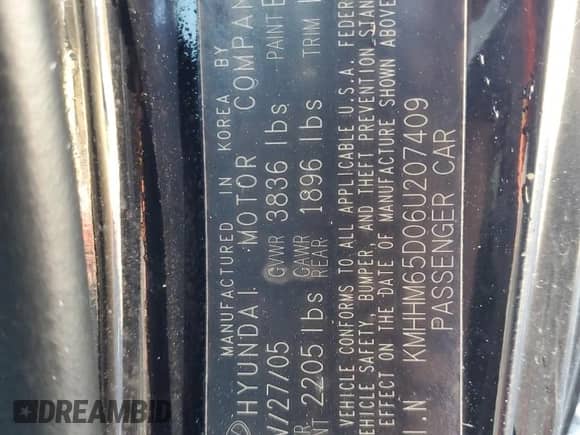 MANUFACTURED IN KOREA BY
HYUNDAI MOTOR COMPAN
/27/05 GVWR 3836 lbs PAINT
GAWR
2205 lbs REAR 1896 lbs TRIM
VEHICLE CONFORMS TO ALL APPLICABLE U.S.A. FEDER
EHICLE SAFETY, BUMPER, AND THEFT PREVENTION STAN
EFFECT ON THE DATE OF MANUFACTURE SHOWN ABOVE
I.N KMHHM65D06U207409
PASSENGER CAR
DREAMBID